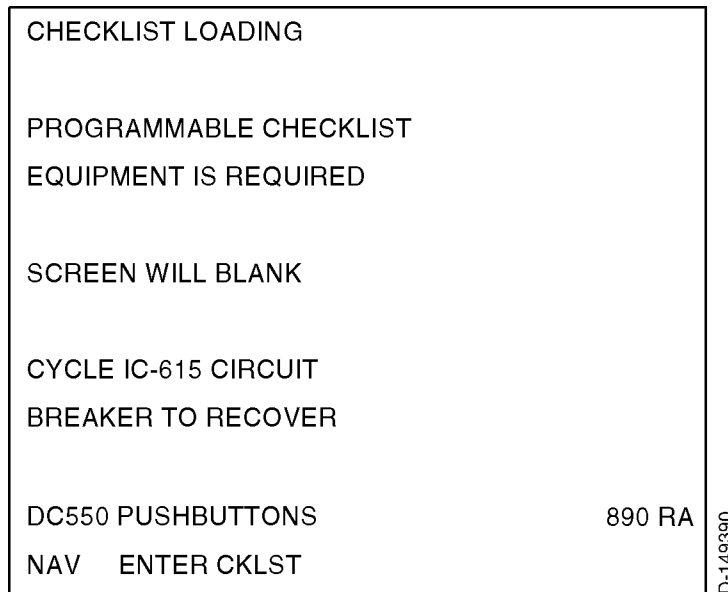 CHECKLIST LOADING
PROGRAMMABLE CHECKLIST
EQUIPMENT IS REQUIRED
SCREEN WILL BLANK
CYCLE IC-615 CIRCUIT
BREAKER TO RECOVER
DC550 PUSHBUTTONS 890 RA
NAV ENTER CKLST
D-149390